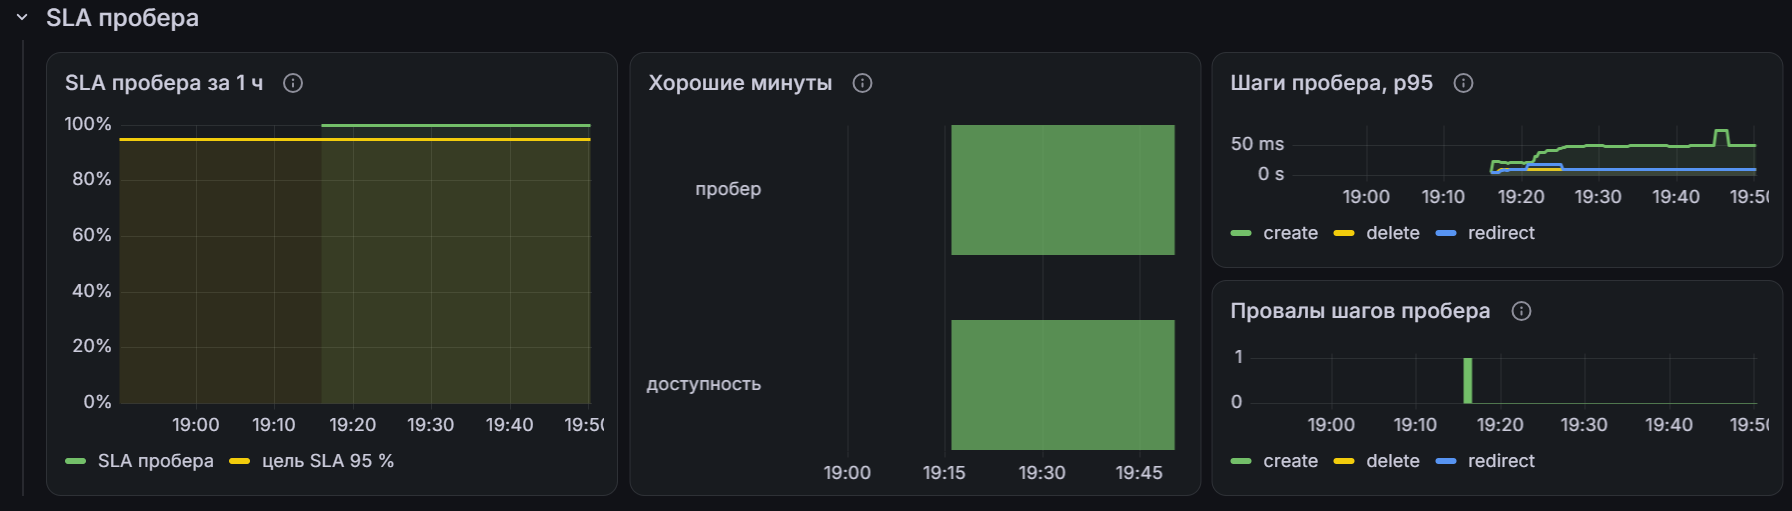 SLA пробера
SLA пробера за 1 ч
100%
80%
60%
40%
20%
0%
19:00 19:10 19:20 19:30 19:40
SLA пробера цель SLA 95 %
Хорошие минуты
пробер
доступность
19:00 19:15 19:30 19:45
Шаги пробера, p95
50 ms
0 s
19:00 19:10 19:20 19:30 19:40
create delete redirect
Провалы шагов пробера
1
0
19:00 19:10 19:20 19:30 19:40
create delete redirect